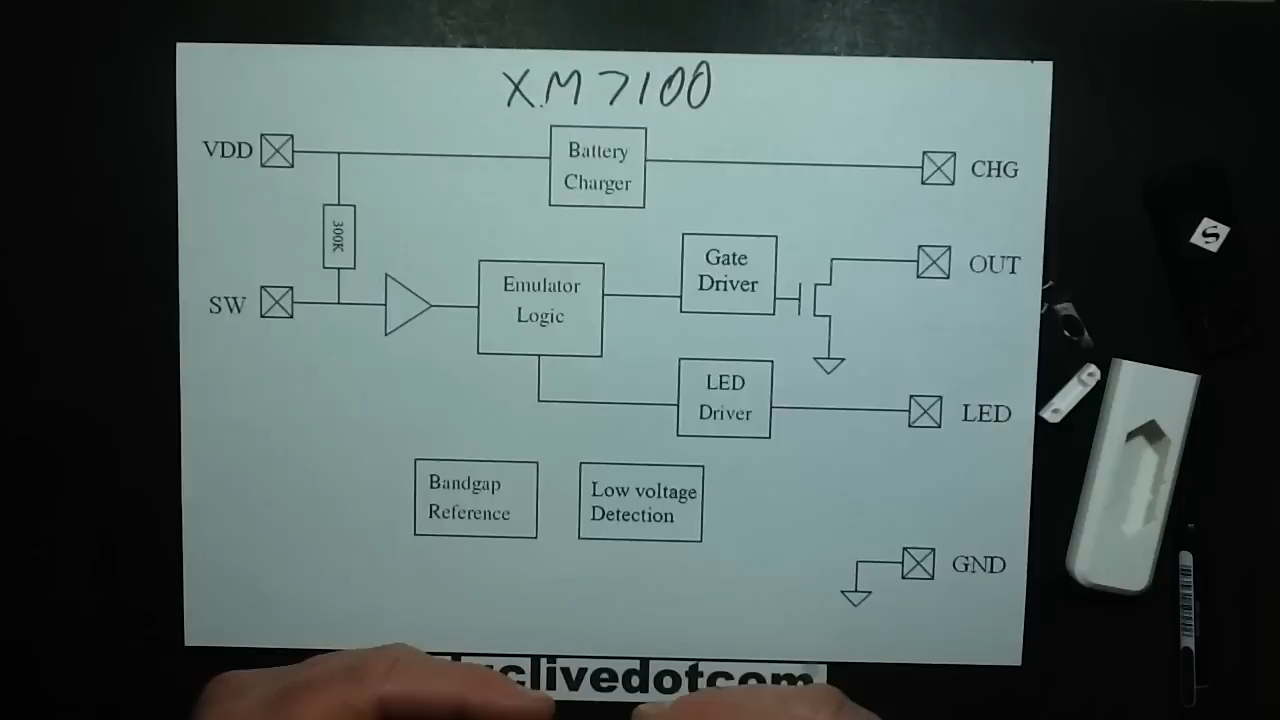 XM7100
VDD
Battery
Charger
CHG
300K
SW
Emulator
Logic
Gate
Driver
OUT
LED
Driver
LED
Bandgap
Reference
Low voltage
Detection
GND
clivedotcom
S